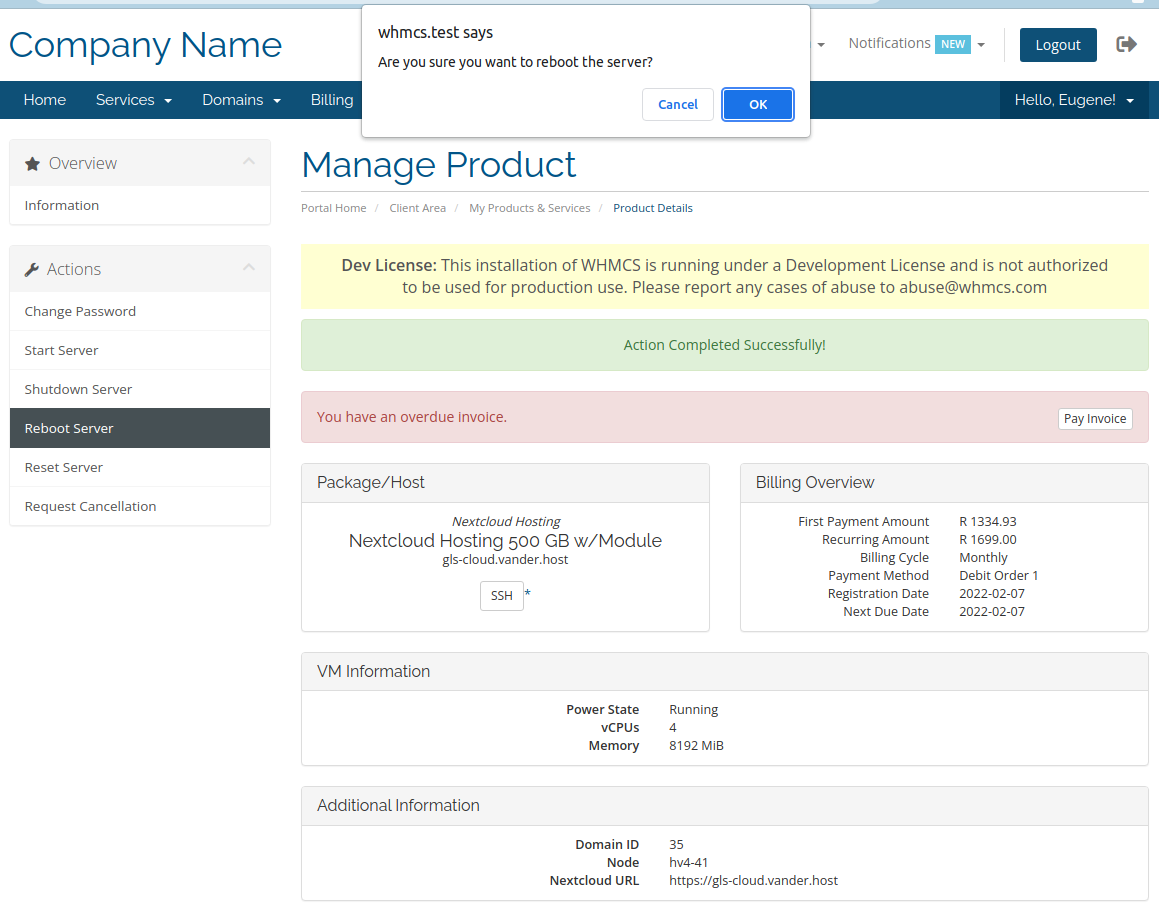 whmcs.test says
Are you sure you want to reboot the server?
Cancel
OK
Company Name
Notifications NEW
Logout
Home
Services
Domains
Billing
Hello, Eugene!
Overview
Information
Actions
Change Password
Start Server
Shutdown Server
Reboot Server
Reset Server
Request Cancellation
Manage Product
Portal Home / Client Area / My Products & Services / Product Details
Dev License: This installation of WHMCS is running under a Development License and is not authorized
to be used for production use. Please report any cases of abuse to abuse@whmcs.com
Action Completed Successfully!
You have an overdue invoice.
Pay Invoice
Package/Host
Nextcloud Hosting
Nextcloud Hosting 500 GB w/Module
gls-cloud.vander.host
SSH *
Billing Overview
First Payment Amount R 1334.93
Recurring Amount R 1699.00
Billing Cycle Monthly
Payment Method Debit Order 1
Registration Date 2022-02-07
Next Due Date 2022-02-07
VM Information
Power State Running
vCPUs 4
Memory 8192 MiB
Additional Information
Domain ID 35
Node hv4-41
Nextcloud URL https://gls-cloud.vander.host